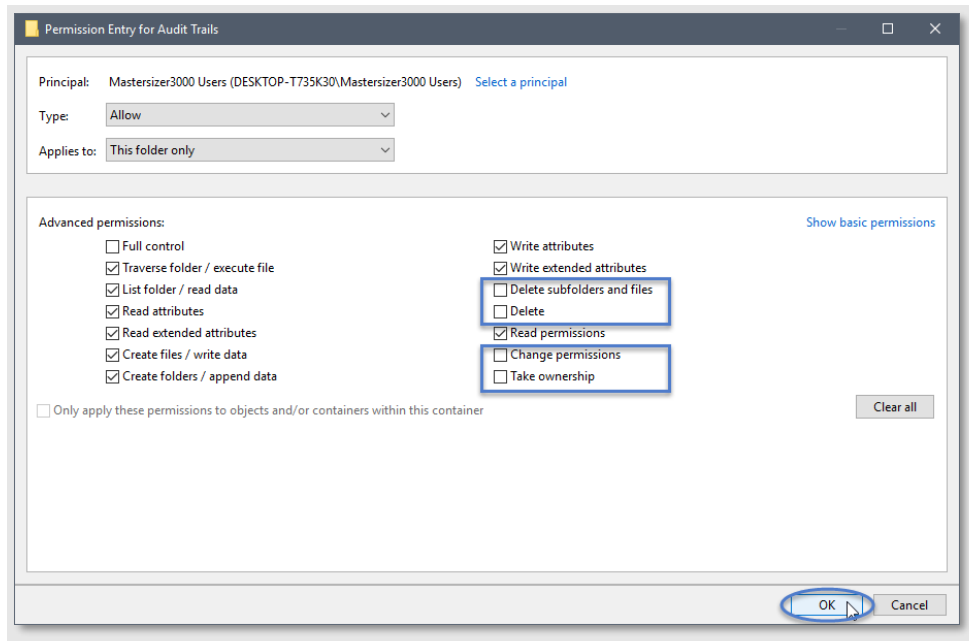 Permission Entry for Audit Trails
Principal: Mastersizer3000 Users (DESKTOP-T735K30\Mastersizer3000 Users) Select a principal
Type: Allow
Applies to: This folder only
Advanced permissions: Show basic permissions
Full control
Traverse folder / execute file
List folder / read data
Read attributes
Read extended attributes
Create files / write data
Create folders / append data
Write attributes
Write extended attributes
Delete subfolders and files
Delete
Read permissions
Change permissions
Take ownership
Only apply these permissions to objects and/or containers within this container
Clear all
OK Cancel